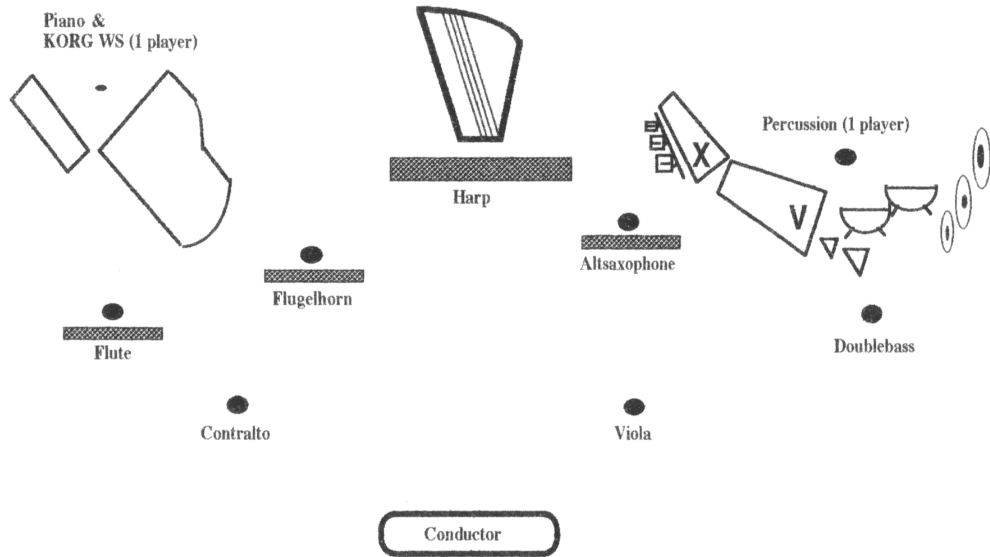 Piano &
KORG WS (1 player)
Percussion (1 player)
X
V
Harp
Altsaxophone
Flugelhorn
Flute
Doublebass
Contralto
Viola
Conductor